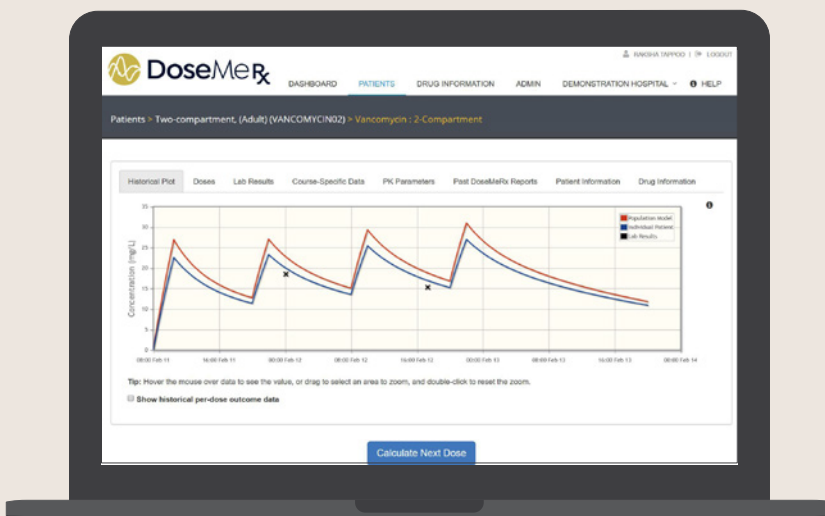 RAKSHA TAPPOO | LOGOUT
DoseMeRx
DASHBOARD PATIENTS DRUG INFORMATION ADMIN DEMONSTRATION HOSPITAL HELP
Patients > Two-compartment, (Adult) (VANCOMYCIN02) > Vancomycin : 2-Compartment
Historical Plot Doses Lab Results Course-Specific Data PK Parameters Past DoseMeRx Reports Patient Information Drug Information
Concentration (mg/L)
35
30
25
20
15
10
5
0
Population Model
Individual Patient
Lab Results
08:00 Feb 11 16:00 Feb 11 00:00 Feb 12 08:00 Feb 12 16:00 Feb 12 00:00 Feb 13 08:00 Feb 13 16:00 Feb 13 00:00 Feb 14
Tip: Hover the mouse over data to see the value, or drag to select an area to zoom, and double-click to reset the zoom.
Show historical per-dose outcome data
Calculate Next Dose